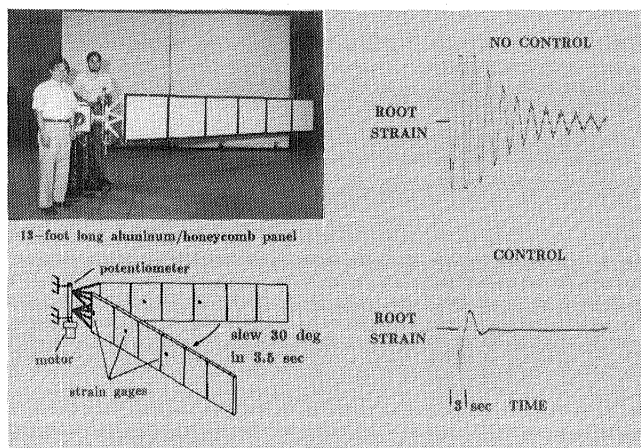 13-foot long aluminum/honeycomb panel
potentiometer
motor
strain gages
slew 30 deg
in 3.5 sec
NO CONTROL
ROOT
STRAIN
CONTROL
ROOT
STRAIN
3 sec TIME